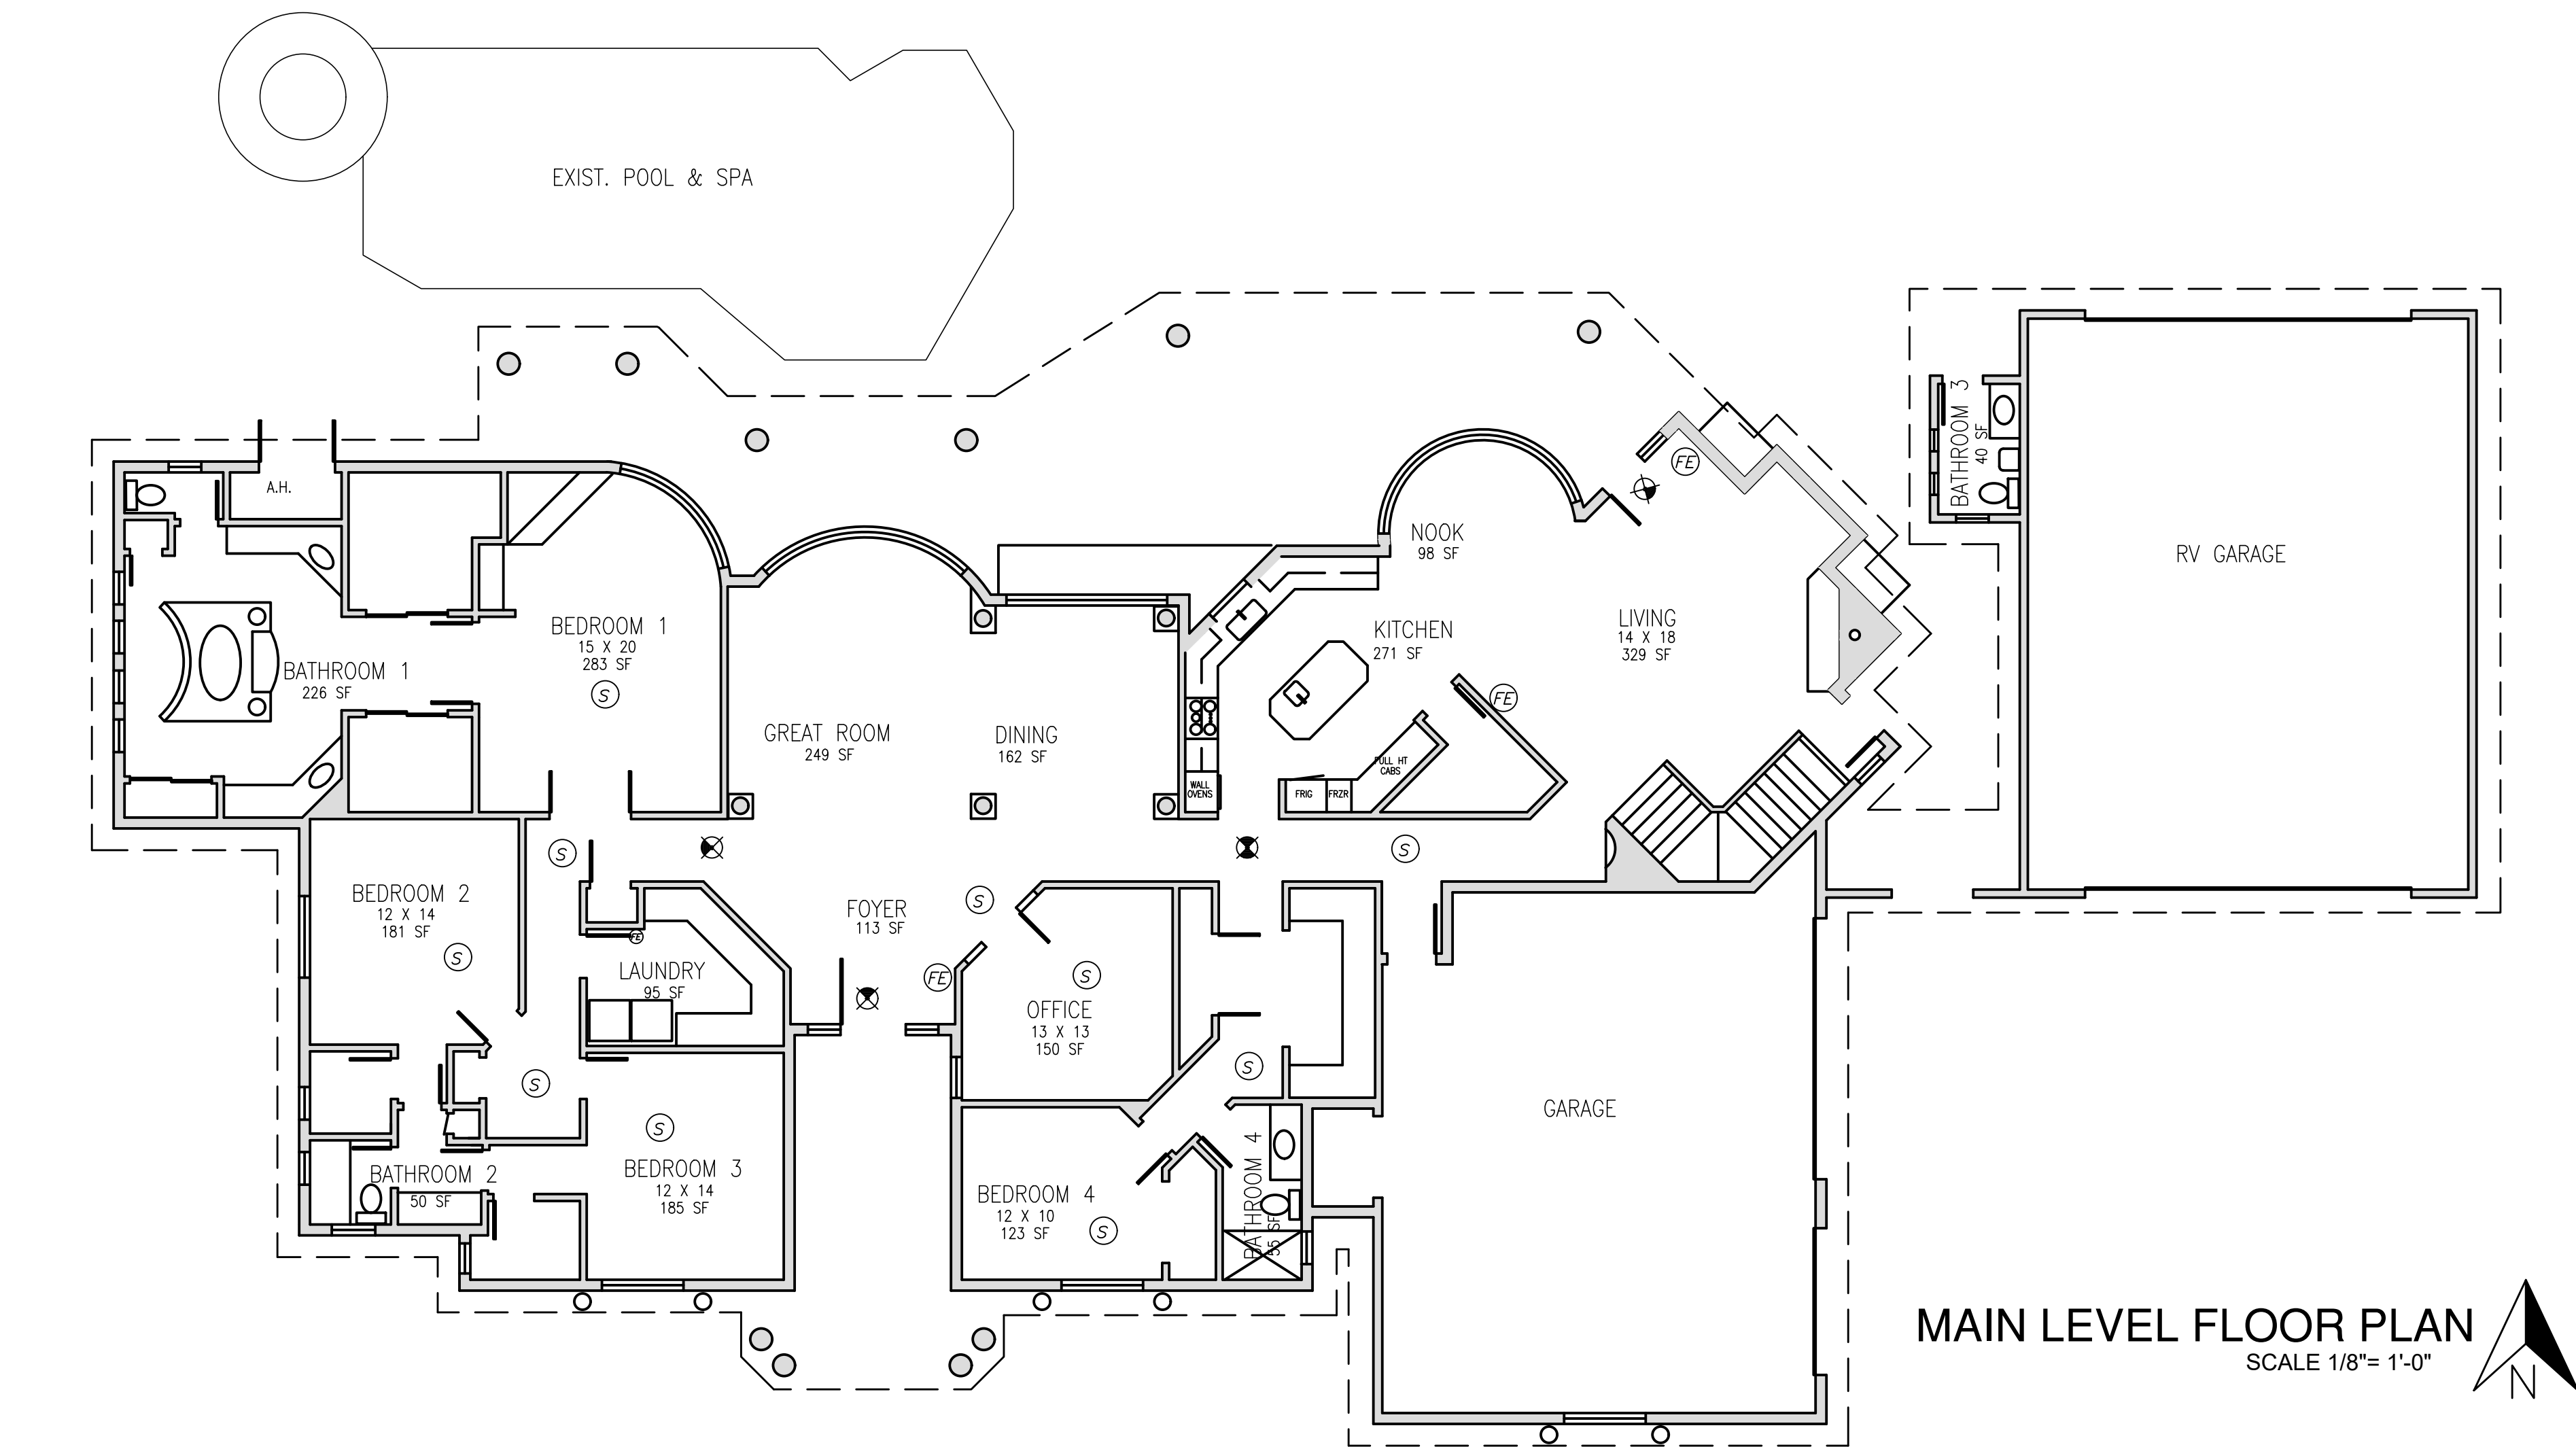 EXIST. POOL & SPA
A.H.
BATHROOM 1
226 SF
BEDROOM 1
15 X 20
283 SF
S
GREAT ROOM
249 SF
DINING
162 SF
NOOK
98 SF
KITCHEN
271 SF
WALL
OVENS
FRIG
FRZR
FULL HT
CABS
FE
FE
LIVING
14 X 18
329 SF
BATHROOM 3
40 SF
RV GARAGE
BEDROOM 2
12 X 14
181 SF
S
S
S
FE
LAUNDRY
95 SF
FOYER
113 SF
S
FE
OFFICE
13 X 13
150 SF
S
S
S
GARAGE
BATHROOM 2
50 SF
S
BEDROOM 3
12 X 14
185 SF
BEDROOM 4
12 X 10
123 SF
S
BATHROOM 4
55 SF
MAIN LEVEL FLOOR PLAN
SCALE 1/8"= 1'-0"
N